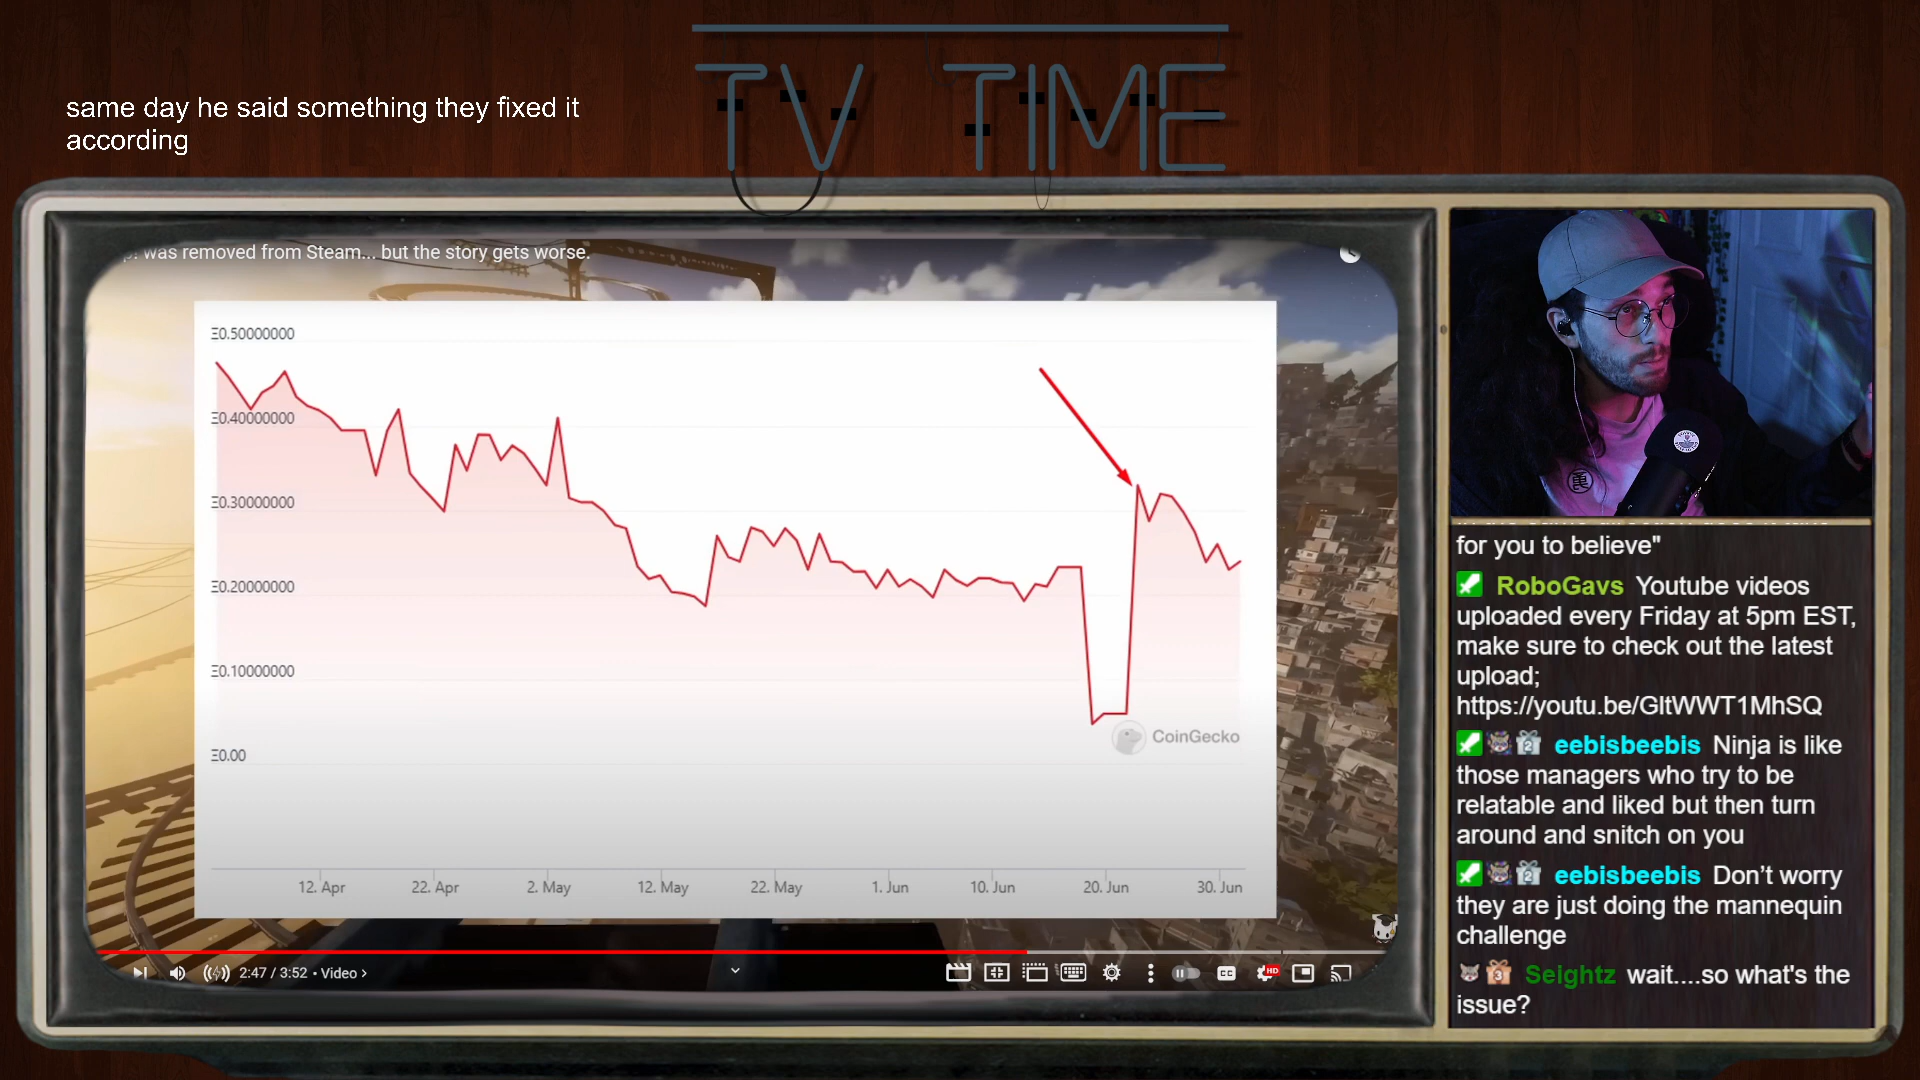 TV TIME
same day he said something they fixed it
according
was removed from Steam... but the story gets worse.
Ξ0.50000000
Ξ0.40000000
Ξ0.30000000
Ξ0.20000000
Ξ0.10000000
Ξ0.00
CoinGecko
12. Apr
22. Apr
2. May
12. May
22. May
1. Jun
10. Jun
20. Jun
30. Jun
2:47 / 3:52 • Video ›
CC
HD
for you to believe"
RoboGavs Youtube videos
uploaded every Friday at 5pm EST,
make sure to check out the latest
upload;
https://youtu.be/GltWWT1MhSQ
2 eebisbeebis Ninja is like
those managers who try to be
relatable and liked but then turn
around and snitch on you
2 eebisbeebis Don’t worry
they are just doing the mannequin
challenge
3 Seightz wait....so what's the
issue?